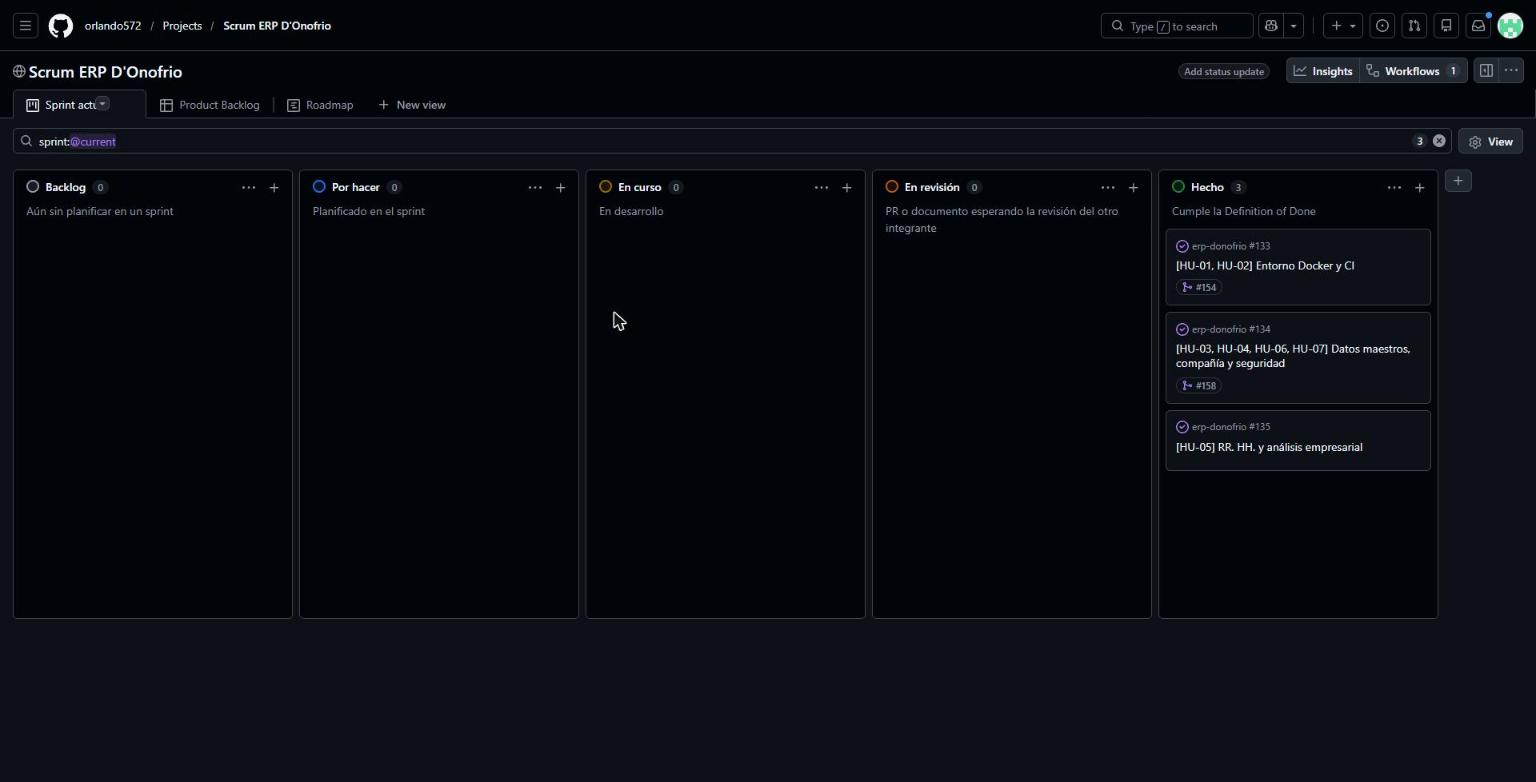 orlando572 / Projects / Scrum ERP D'Onofrio
Type / to search
Scrum ERP D'Onofrio
Add status update
Insights
Workflows 1
Sprint actu
Product Backlog
Roadmap
New view
sprint:@current
3
View
Backlog 0
Aún sin planificar en un sprint
Por hacer 0
Planificado en el sprint
En curso 0
En desarrollo
En revisión 0
PR o documento esperando la revisión del otro
integrante
Hecho 3
Cumple la Definition of Done
erp-donofrio #133
[HU-01, HU-02] Entorno Docker y CI
#154
erp-donofrio #134
[HU-03, HU-04, HU-06, HU-07] Datos maestros,
compañía y seguridad
#158
erp-donofrio #135
[HU-05] RR. HH. y análisis empresarial